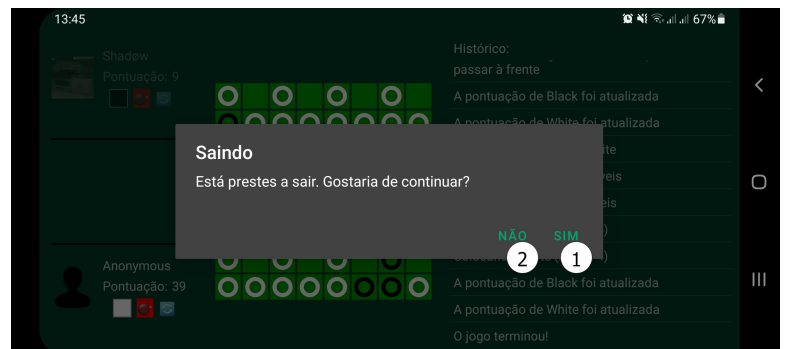 13:45
67%
Shadøw
Pontuação: 9
Histórico:
passar à frente
A pontuação de Black foi atualizada
A pontuação de White foi atualizada
Saindo
Está prestes a sair. Gostaria de continuar?
NÃO
SIM
2
1
Anonymous
Pontuação: 39
A pontuação de Black foi atualizada
A pontuação de White foi atualizada
O jogo terminou!